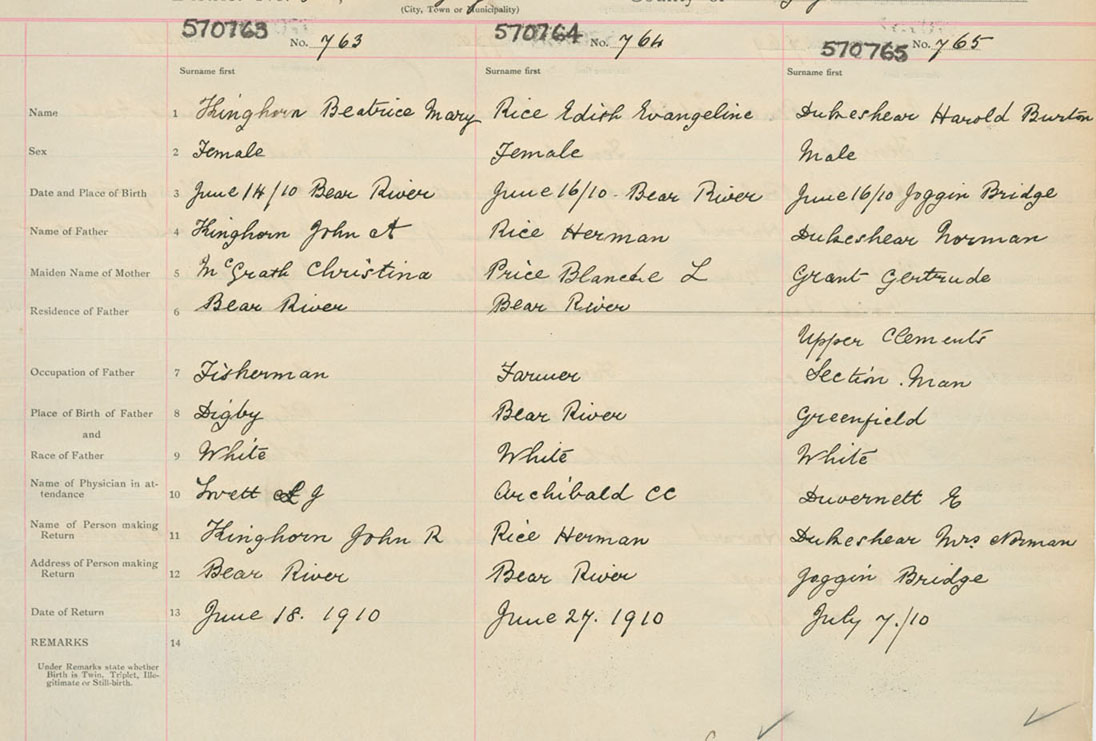 (City, Town or Municipality)
570763 No. 763 570764 No. 764 570765 No. 765
Surname first Surname first Surname first
Name 1 Kinghorn Beatrice Mary Rice Edith Evangeline Dukeshear Harold Burton
Sex 2 Female Female Male
Date and Place of Birth 3 June 14/10 Bear River June 16/10 - Bear River June 16/10 Joggin Bridge
Name of Father 4 Kinghorn John A Rice Herman Dukeshear Norman
Maiden Name of Mother 5 McGrath Christina Price Blanche L Grant Gertrude
Residence of Father 6 Bear River Bear River Upper Clements
Occupation of Father 7 Fisherman Farmer Section Man
Place of Birth of Father 8 Digby Bear River Greenfield
and
Race of Father 9 White White White
Name of Physician in at-
tendance 10 Lovett L J Archibald CC Duvernett E
Name of Person making
Return 11 Kinghorn John R Rice Herman Dukeshear Mrs Norman
Address of Person making
Return 12 Bear River Bear River Joggin Bridge
Date of Return 13 June 18. 1910 June 27. 1910 July 7./10
REMARKS 14
Under Remarks state whether
Birth is Twin, Triplet, Ille-
gitimate or Still-birth.